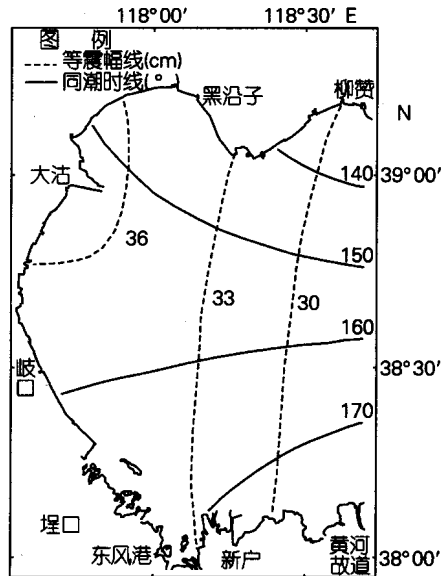 118°00′ 118°30′ E
图 例
等震幅线(cm)
同潮时线(°)
黑沿子
柳赞
N
大沽
140
39°00′
36
150
33
30
160
岐口
38°30′
170
埕口
东风港
新户
黄河
故道
38°00′